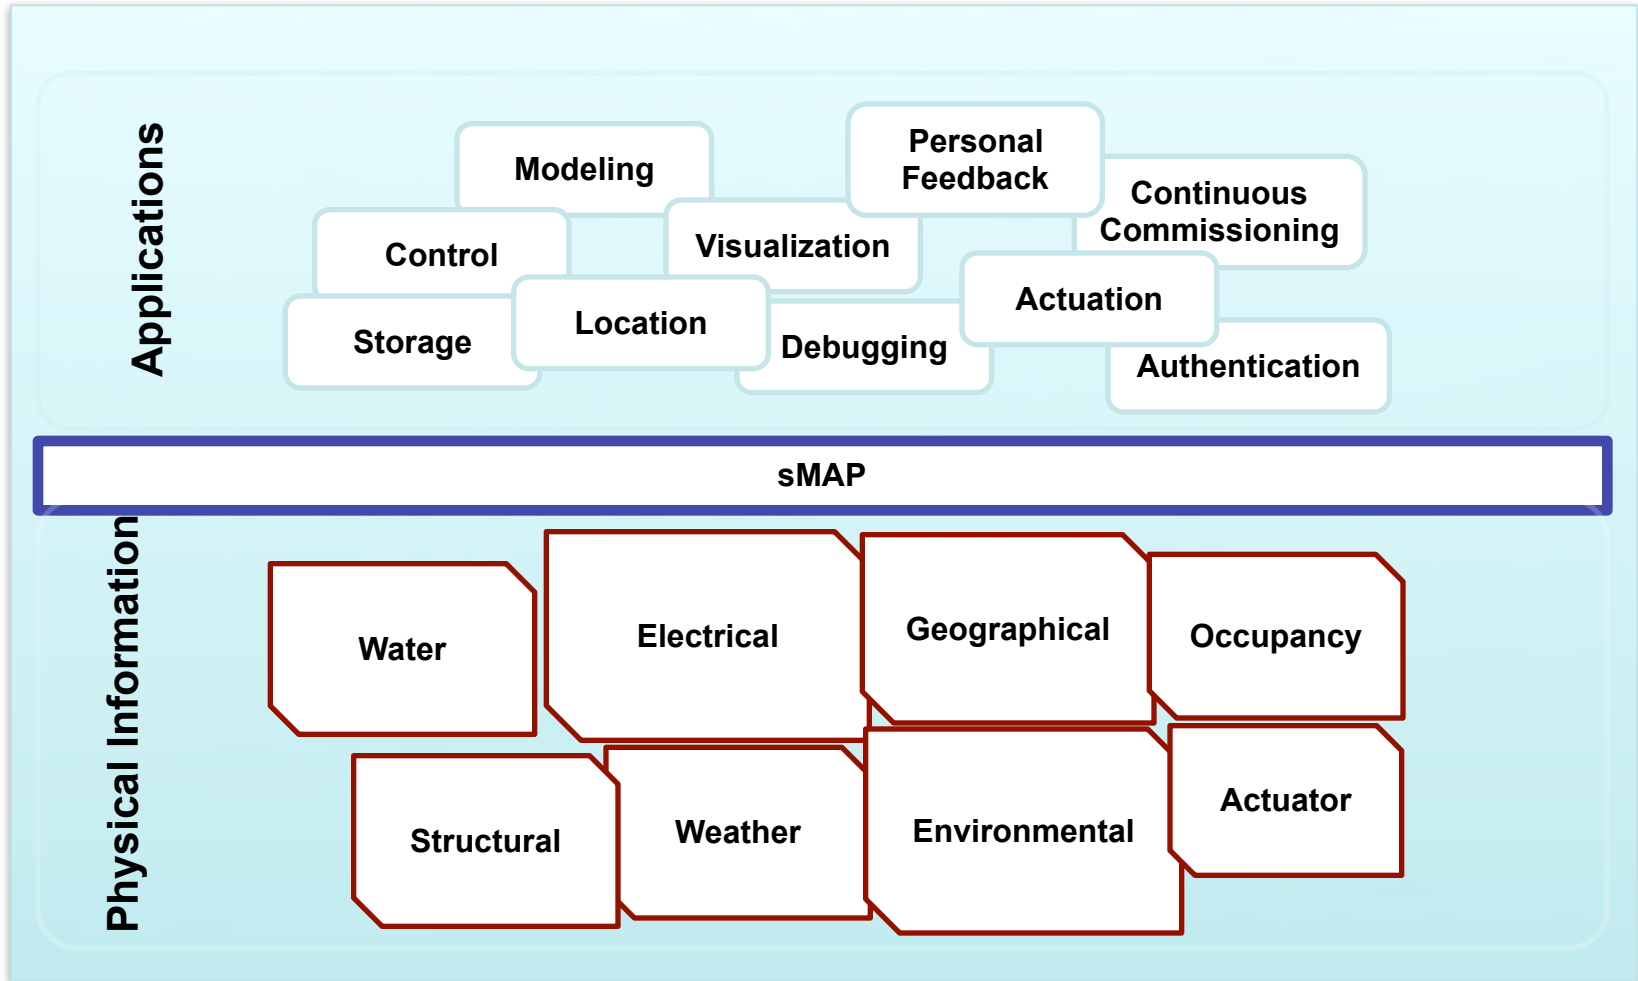 Applications
Modeling
Personal
Feedback
Continuous
Commissioning
Control
Visualization
Actuation
Storage
Location
Debugging
Authentication
sMAP
Physical Information
Water
Electrical
Geographical
Occupancy
Structural
Weather
Environmental
Actuator